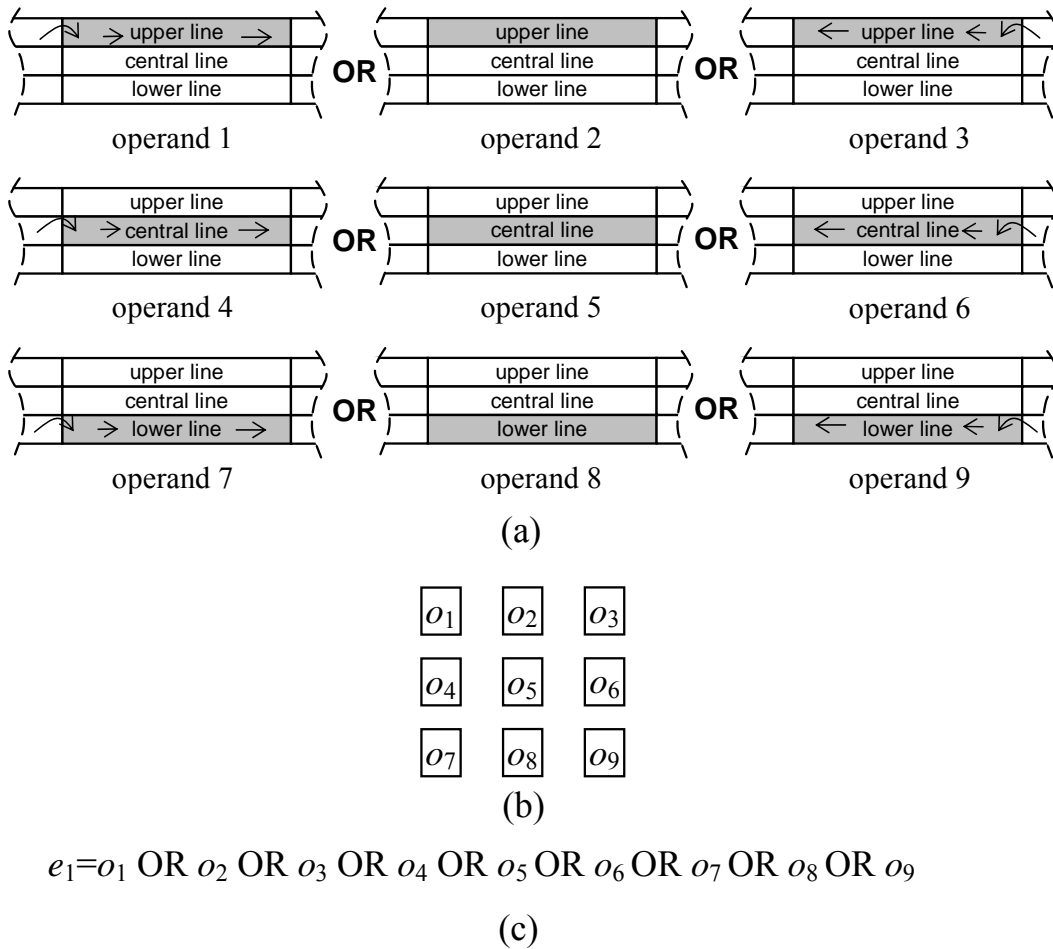 upper line upper line upper line
central line OR central line OR central line
lower line lower line lower line
operand 1 operand 2 operand 3
upper line upper line upper line
central line OR central line OR central line
lower line lower line lower line
operand 4 operand 5 operand 6
upper line upper line upper line
central line OR central line OR central line
lower line lower line lower line
operand 7 operand 8 operand 9
(a)
o1 o2 o3
o4 o5 o6
o7 o8 o9
(b)
e1=o1 OR o2 OR o3 OR o4 OR o5 OR o6 OR o7 OR o8 OR o9
(c)